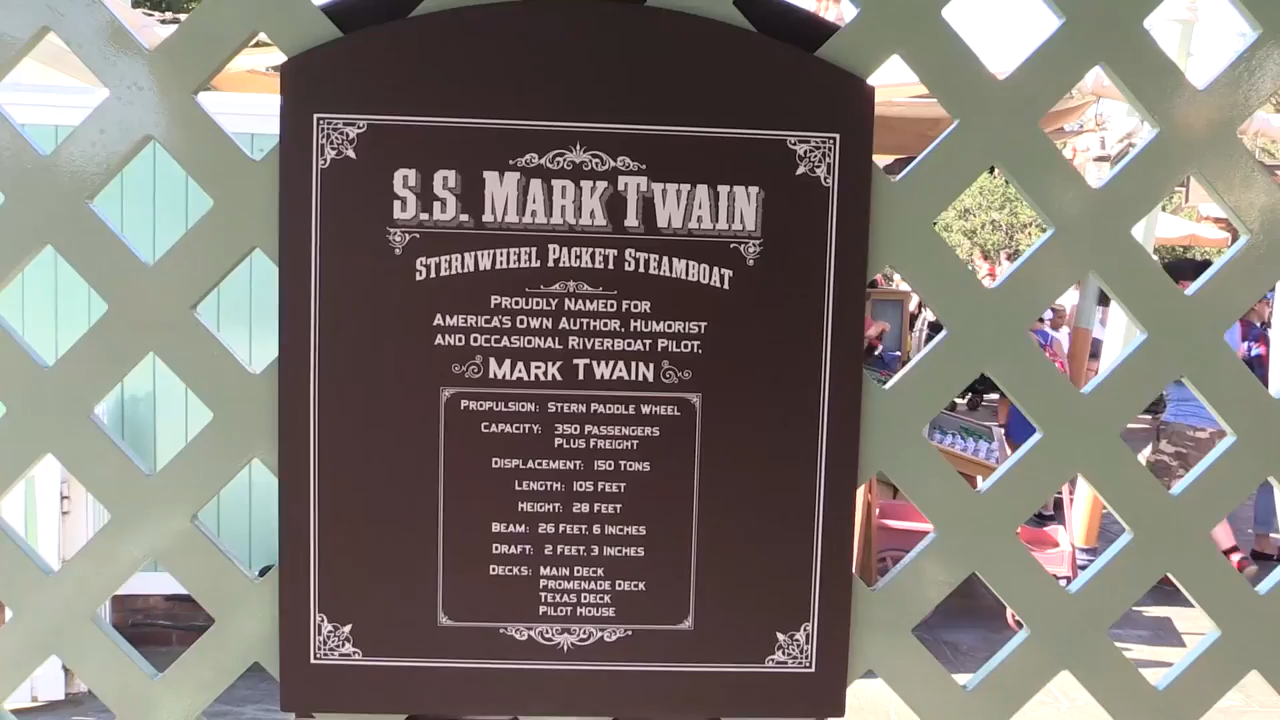 S.S. MARK TWAIN
STERNWHEEL PACKET STEAMBOAT
PROUDLY NAMED FOR
AMERICA'S OWN AUTHOR, HUMORIST
AND OCCASIONAL RIVERBOAT PILOT,
MARK TWAIN
PROPULSION: STERN PADDLE WHEEL
CAPACITY: 350 PASSENGERS
PLUS FREIGHT
DISPLACEMENT: 150 TONS
LENGTH: 105 FEET
HEIGHT: 28 FEET
BEAM: 26 FEET, 6 INCHES
DRAFT: 2 FEET, 3 INCHES
DECKS: MAIN DECK
PROMENADE DECK
TEXAS DECK
PILOT HOUSE